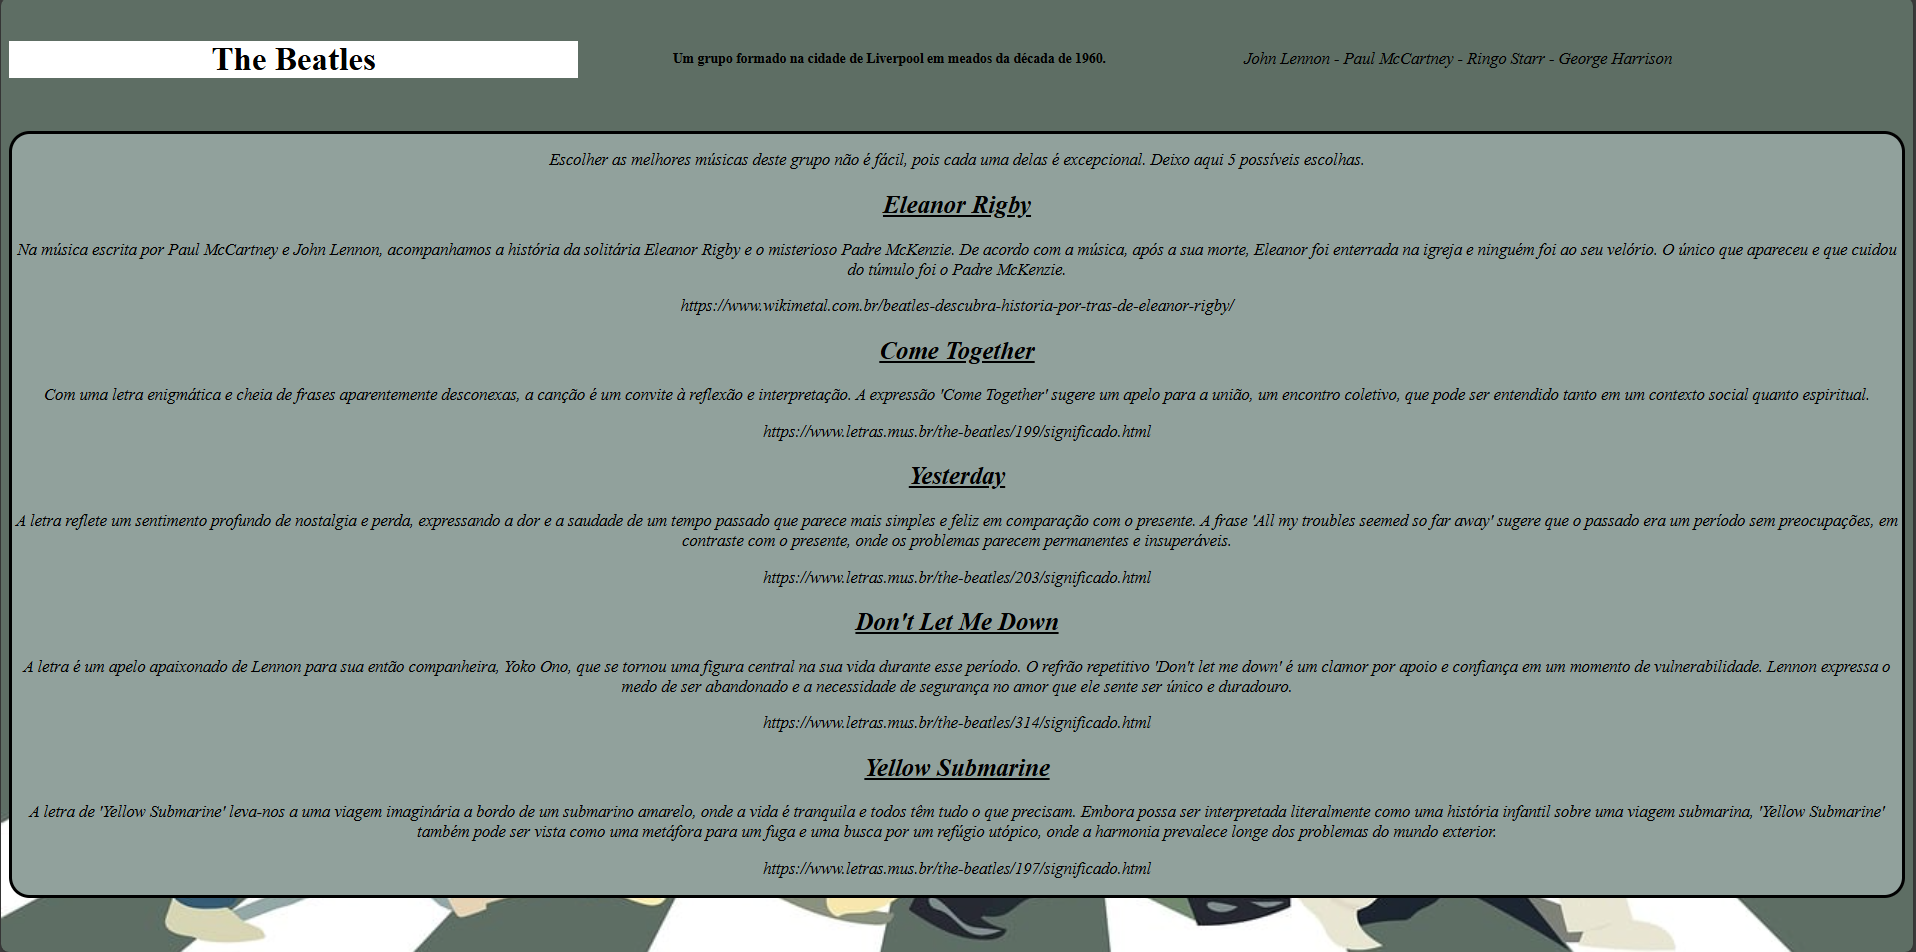 The Beatles
Um grupo formado na cidade de Liverpool em meados da década de 1960.
John Lennon - Paul McCartney - Ringo Starr - George Harrison
Escolher as melhores músicas deste grupo não é fácil, pois cada uma delas é excepcional. Deixo aqui 5 possíveis escolhas.
Eleanor Rigby
Na música escrita por Paul McCartney e John Lennon, acompanhamos a história da solitária Eleanor Rigby e o misterioso Padre McKenzie. De acordo com a música, após a sua morte, Eleanor foi enterrada na igreja e ninguém foi ao seu velório. O único que apareceu e que cuidou
do túmulo foi o Padre McKenzie.
https://www.wikimetal.com.br/beatles-descubra-historia-por-tras-de-eleanor-rigby/
Come Together
Com uma letra enigmática e cheia de frases aparentemente desconexas, a canção é um convite à reflexão e interpretação. A expressão 'Come Together' sugere um apelo para a união, um encontro coletivo, que pode ser entendido tanto em um contexto social quanto espiritual.
https://www.letras.mus.br/the-beatles/199/significado.html
Yesterday
A letra reflete um sentimento profundo de nostalgia e perda, expressando a dor e a saudade de um tempo passado que parece mais simples e feliz em comparação com o presente. A frase 'All my troubles seemed so far away' sugere que o passado era um período sem preocupações, em
contraste com o presente, onde os problemas parecem permanentes e insuperáveis.
https://www.letras.mus.br/the-beatles/203/significado.html
Don't Let Me Down
A letra é um apelo apaixonado de Lennon para sua então companheira, Yoko Ono, que se tornou uma figura central na sua vida durante esse período. O refrão repetitivo 'Don't let me down' é um clamor por apoio e confiança em um momento de vulnerabilidade. Lennon expressa o
medo de ser abandonado e a necessidade de segurança no amor que ele sente ser único e duradouro.
https://www.letras.mus.br/the-beatles/314/significado.html
Yellow Submarine
A letra de 'Yellow Submarine' leva-nos a uma viagem imaginária a bordo de um submarino amarelo, onde a vida é tranquila e todos têm tudo o que precisam. Embora possa ser interpretada literalmente como uma história infantil sobre uma viagem submarina, 'Yellow Submarine'
também pode ser vista como uma metáfora para um fuga e uma busca por um refúgio utópico, onde a harmonia prevalece longe dos problemas do mundo exterior.
https://www.letras.mus.br/the-beatles/197/significado.html